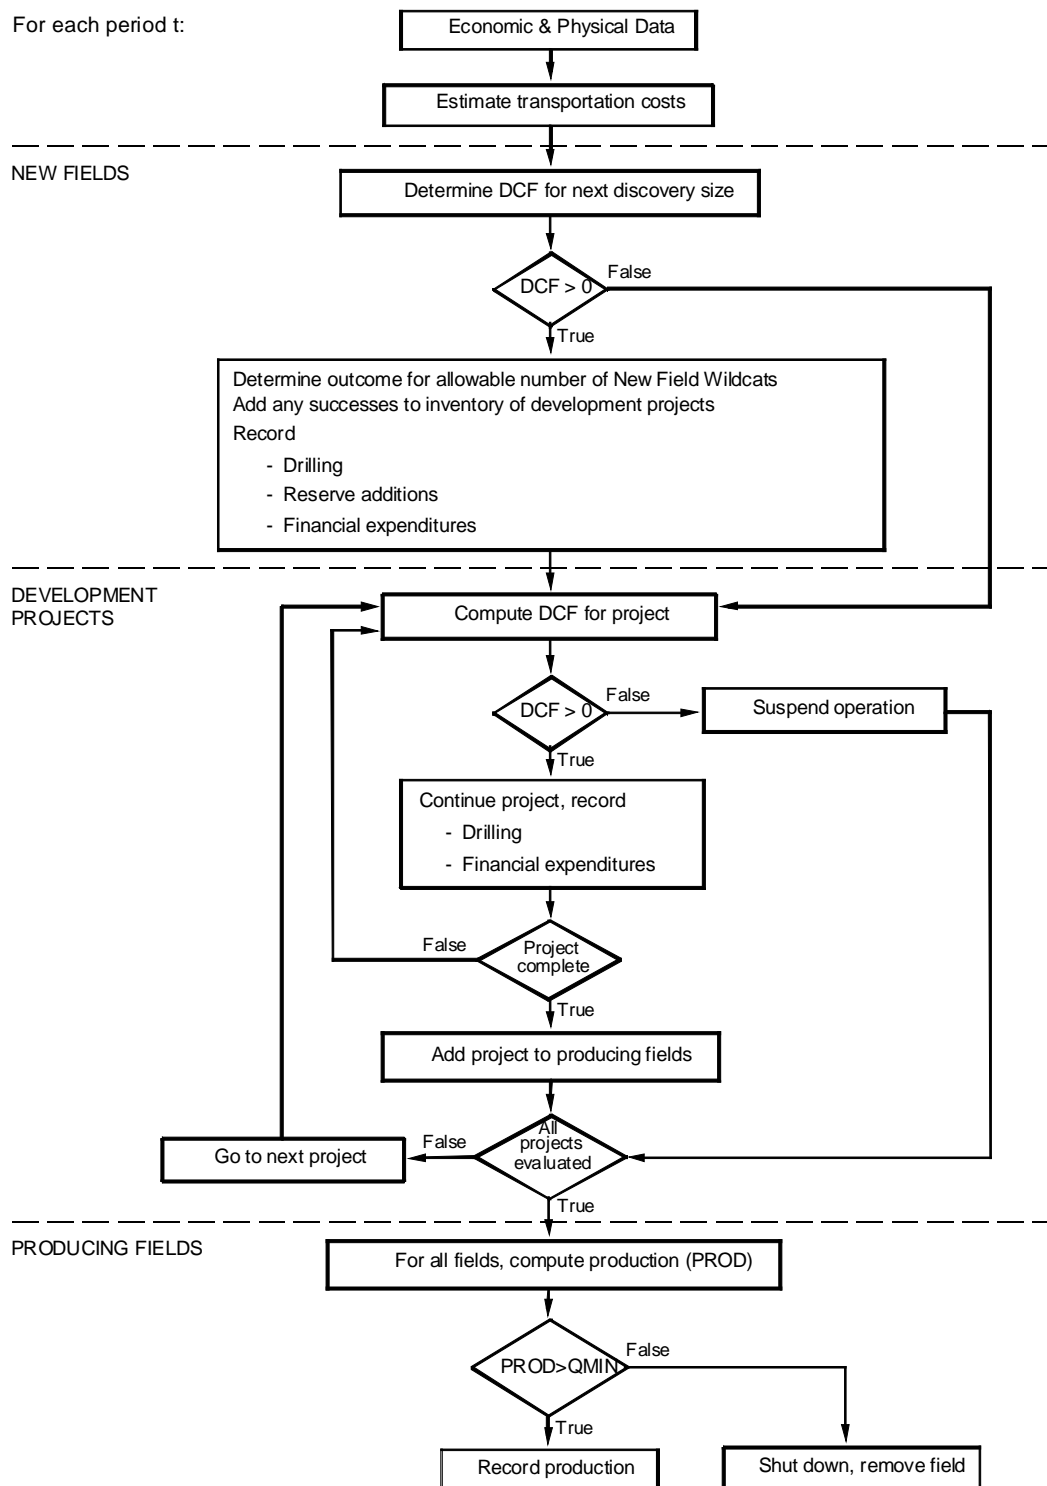 For each period t:
Economic & Physical Data
Estimate transportation costs
NEW FIELDS
Determine DCF for next discovery size
DCF > 0
False
True
Determine outcome for allowable number of New Field Wildcats
Add any successes to inventory of development projects
Record
- Drilling
- Reserve additions
- Financial expenditures
DEVELOPMENT
PROJECTS
Compute DCF for project
DCF > 0
False
Suspend operation
True
Continue project, record
- Drilling
- Financial expenditures
False
Project
complete
True
Add project to producing fields
All
projects
evaluated
False
Go to next project
True
PRODUCING FIELDS
For all fields, compute production (PROD)
PROD>QMIN
False
True
Record production
Shut down, remove field